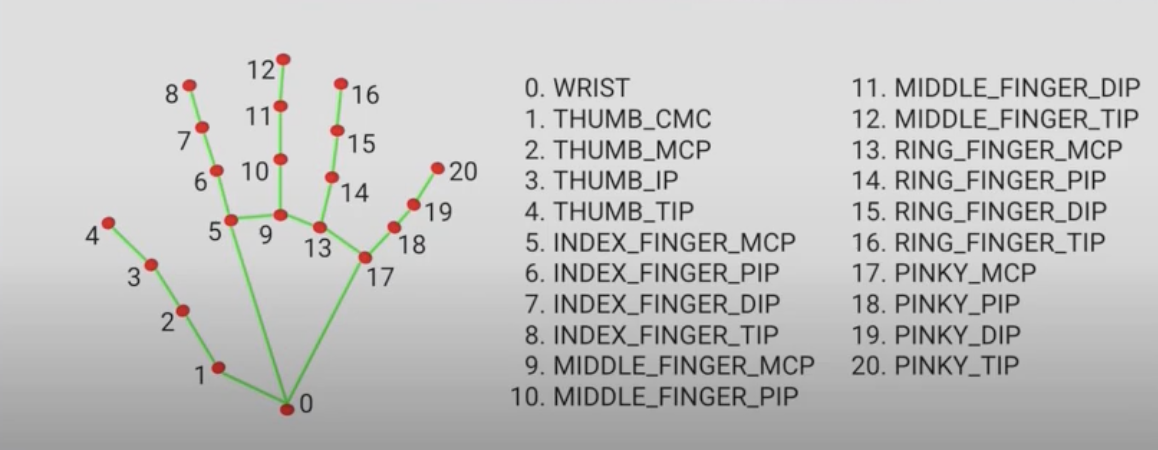 12
8
16
11
7
15
10
6
14
20
19
5
9
13
18
4
17
3
2
1
0
0. WRIST
1. THUMB_CMC
2. THUMB_MCP
3. THUMB_IP
4. THUMB_TIP
5. INDEX_FINGER_MCP
6. INDEX_FINGER_PIP
7. INDEX_FINGER_DIP
8. INDEX_FINGER_TIP
9. MIDDLE_FINGER_MCP
10. MIDDLE_FINGER_PIP
11. MIDDLE_FINGER_DIP
12. MIDDLE_FINGER_TIP
13. RING_FINGER_MCP
14. RING_FINGER_PIP
15. RING_FINGER_DIP
16. RING_FINGER_TIP
17. PINKY_MCP
18. PINKY_PIP
19. PINKY_DIP
20. PINKY_TIP